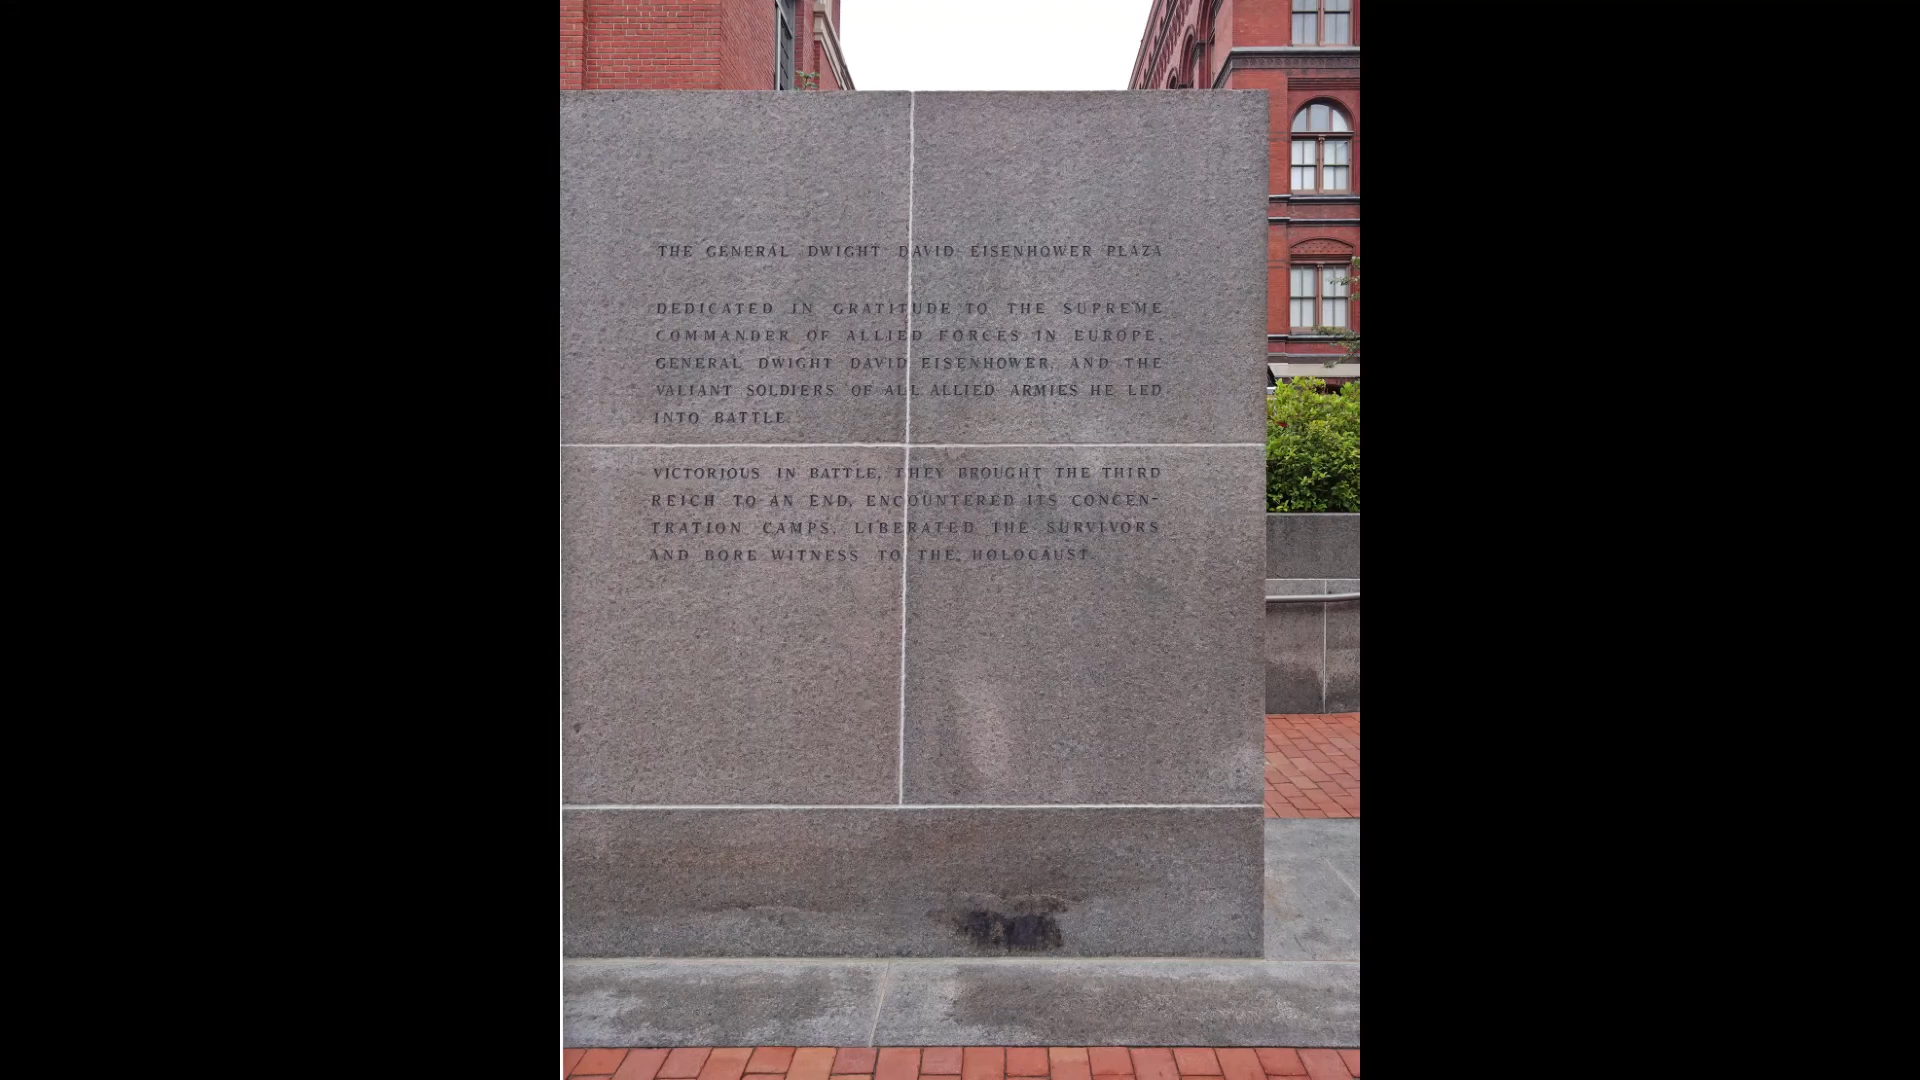 THE GENERAL DWIGHT DAVID EISENHOWER PLAZA
DEDICATED IN GRATITUDE TO THE SUPREME
COMMANDER OF ALLIED FORCES IN EUROPE,
GENERAL DWIGHT DAVID EISENHOWER, AND THE
VALIANT SOLDIERS OF ALL ALLIED ARMIES HE LED
INTO BATTLE.
VICTORIOUS IN BATTLE, THEY BROUGHT THE THIRD
REICH TO AN END, ENCOUNTERED ITS CONCEN-
TRATION CAMPS, LIBERATED THE SURVIVORS
AND BORE WITNESS TO THE HOLOCAUST.